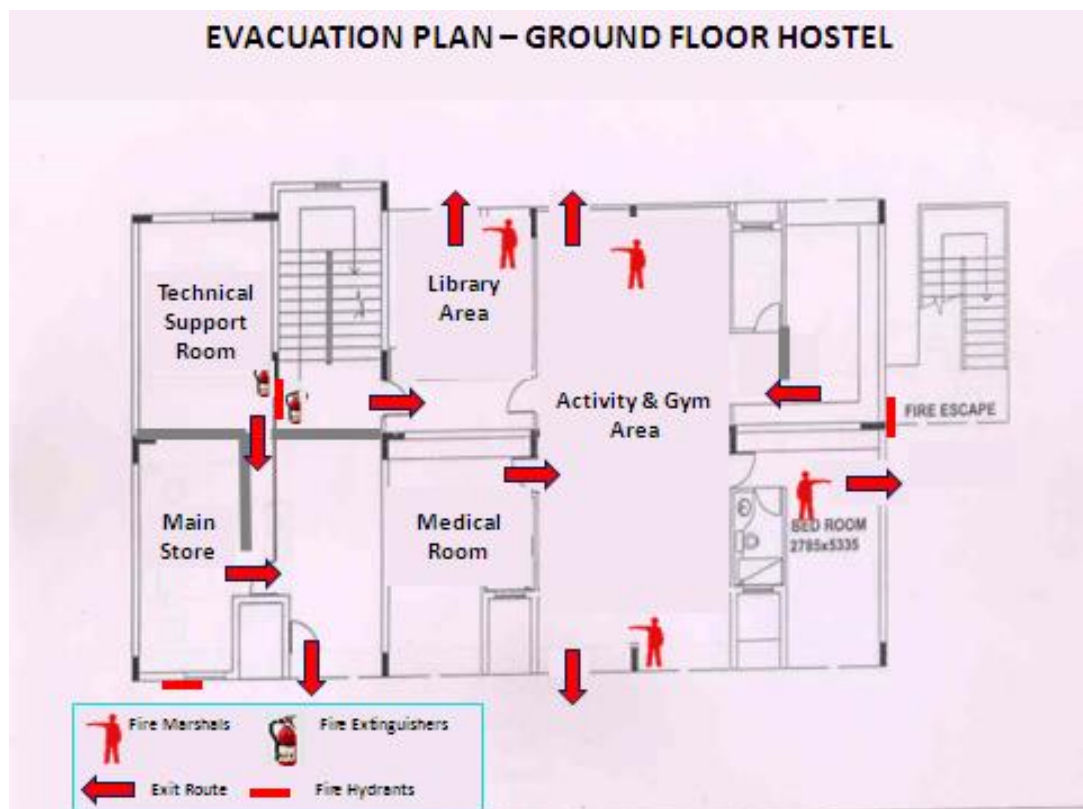 EVACUATION PLAN – GROUND FLOOR HOSTEL
Technical
Support
Room
Library
Area
Activity & Gym
Area
FIRE ESCAPE
Main
Store
Medical
Room
BED ROOM
2785x5335
Fire Marshals
Fire Extinguishers
Exit Route
Fire Hydrants